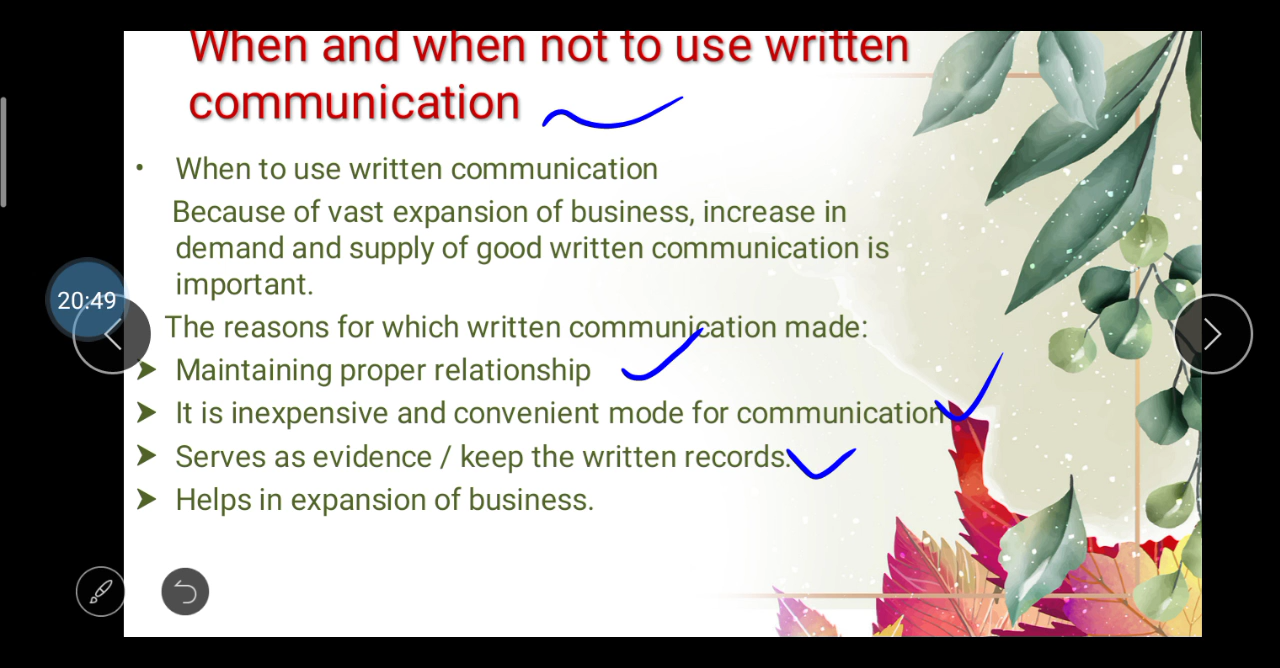 When and when not to use written
communication
• When to use written communication
Because of vast expansion of business, increase in
demand and supply of good written communication is
important.
20:49
The reasons for which written communication made:
➤ Maintaining proper relationship
➤ It is inexpensive and convenient mode for communication
➤ Serves as evidence / keep the written records.
➤ Helps in expansion of business.